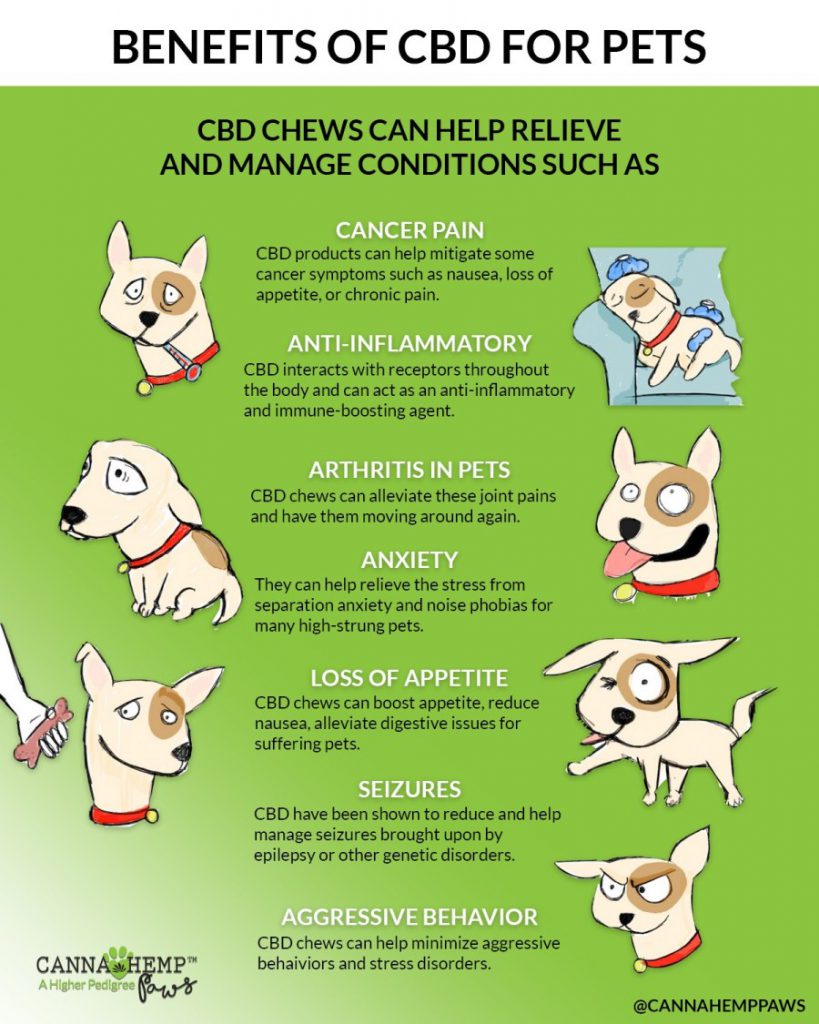 BENEFITS OF CBD FOR PETS
CBD CHEWS CAN HELP RELIEVE
AND MANAGE CONDITIONS SUCH AS
CANCER PAIN
CBD products can help mitigate some
cancer symptoms such as nausea, loss of
appetite, or chronic pain.
ANTI-INFLAMMATORY
CBD interacts with receptors throughout
the body and can act as an anti-inflammatory
and immune-boosting agent.
ARTHRITIS IN PETS
CBD chews can alleviate these joint pains
and have them moving around again.
ANXIETY
They can help relieve the stress from
separation anxiety and noise phobias for
many high-strung pets.
LOSS OF APPETITE
CBD chews can boost appetite, reduce
nausea, alleviate digestive issues for
suffering pets.
SEIZURES
CBD have been shown to reduce and help
manage seizures brought upon by
epilepsy or other genetic disorders.
AGGRESSIVE BEHAVIOR
CBD chews can help minimize aggressive
behaiviors and stress disorders.
CANNA HEMP™
A Higher Pedigree Paws
@CANNAHEMPPAWS